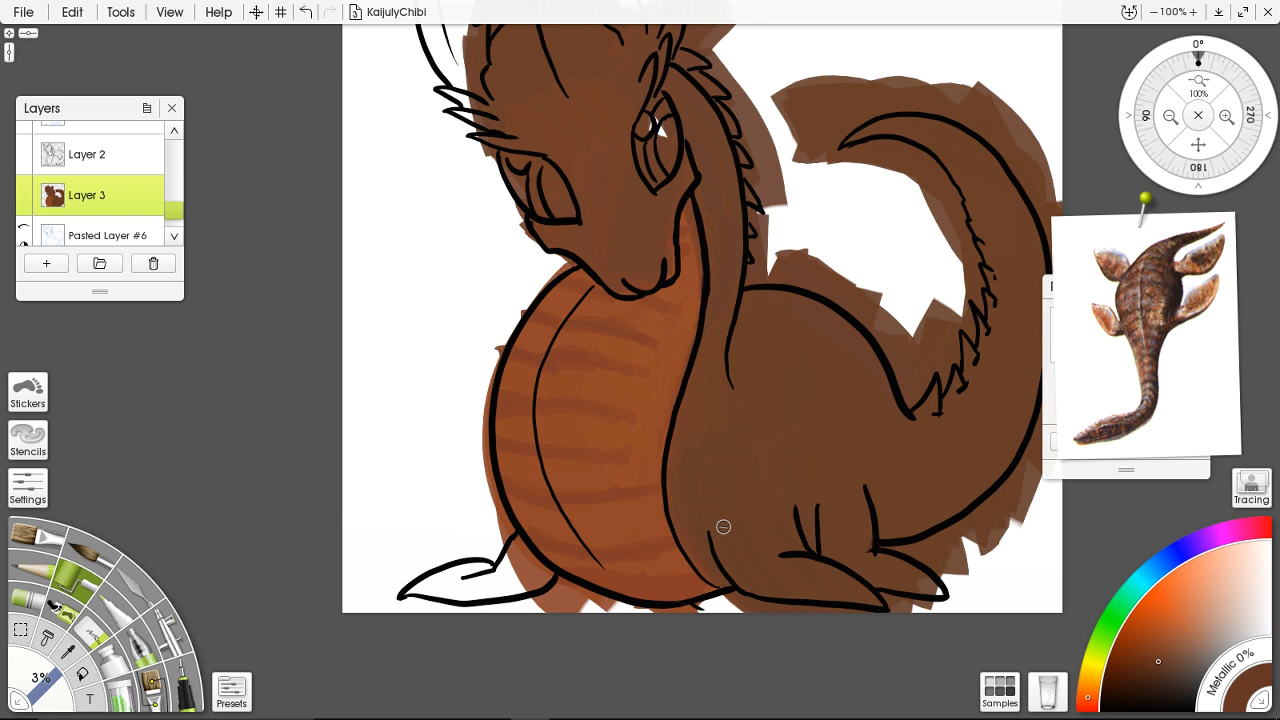 File Edit Tools View Help
KaijulyChibi
−100%+
Layers
Layer 2
Layer 3
Pasted Layer #6
0°
100%
90
270
180
Stickers
Stencils
Settings
Tracing
3%
T
Presets
Samples
Metallic 0%